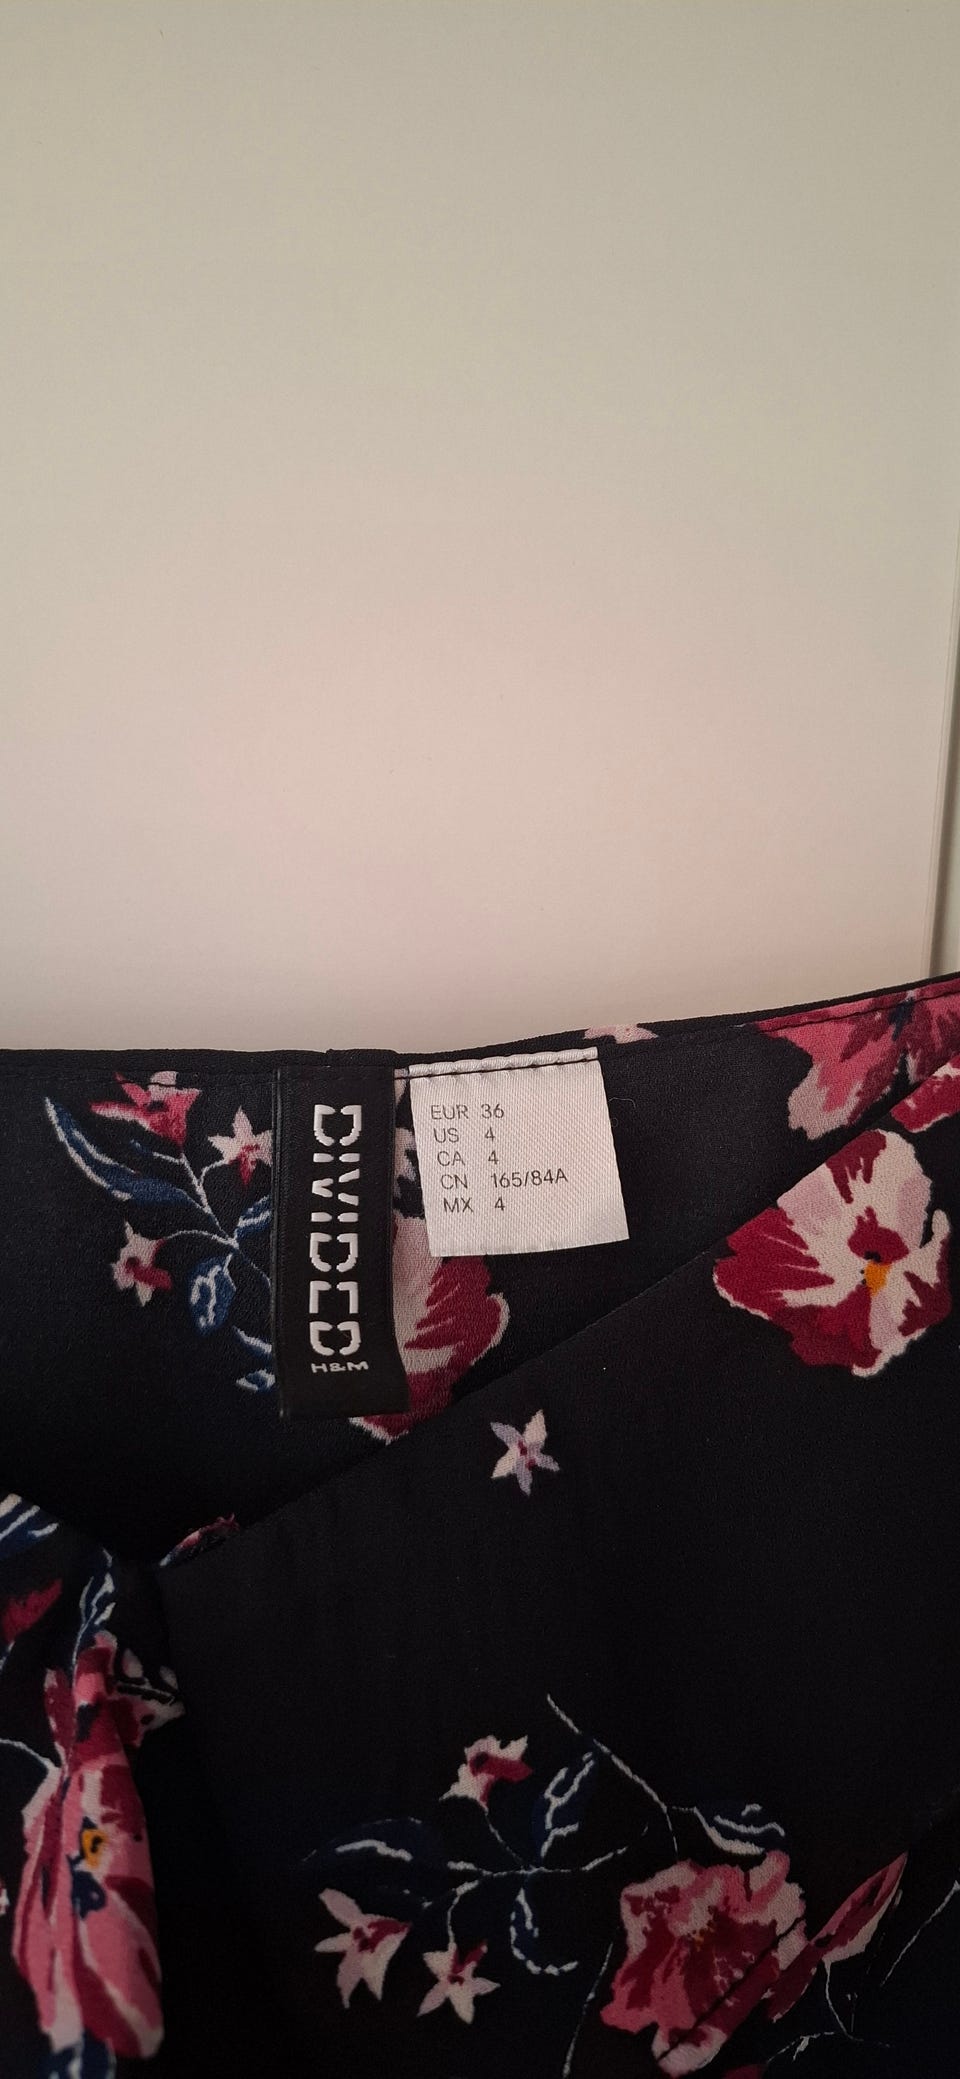 DIVIDED
H&M
EUR 36
US 4
CA 4
CN 165/84A
MX 4